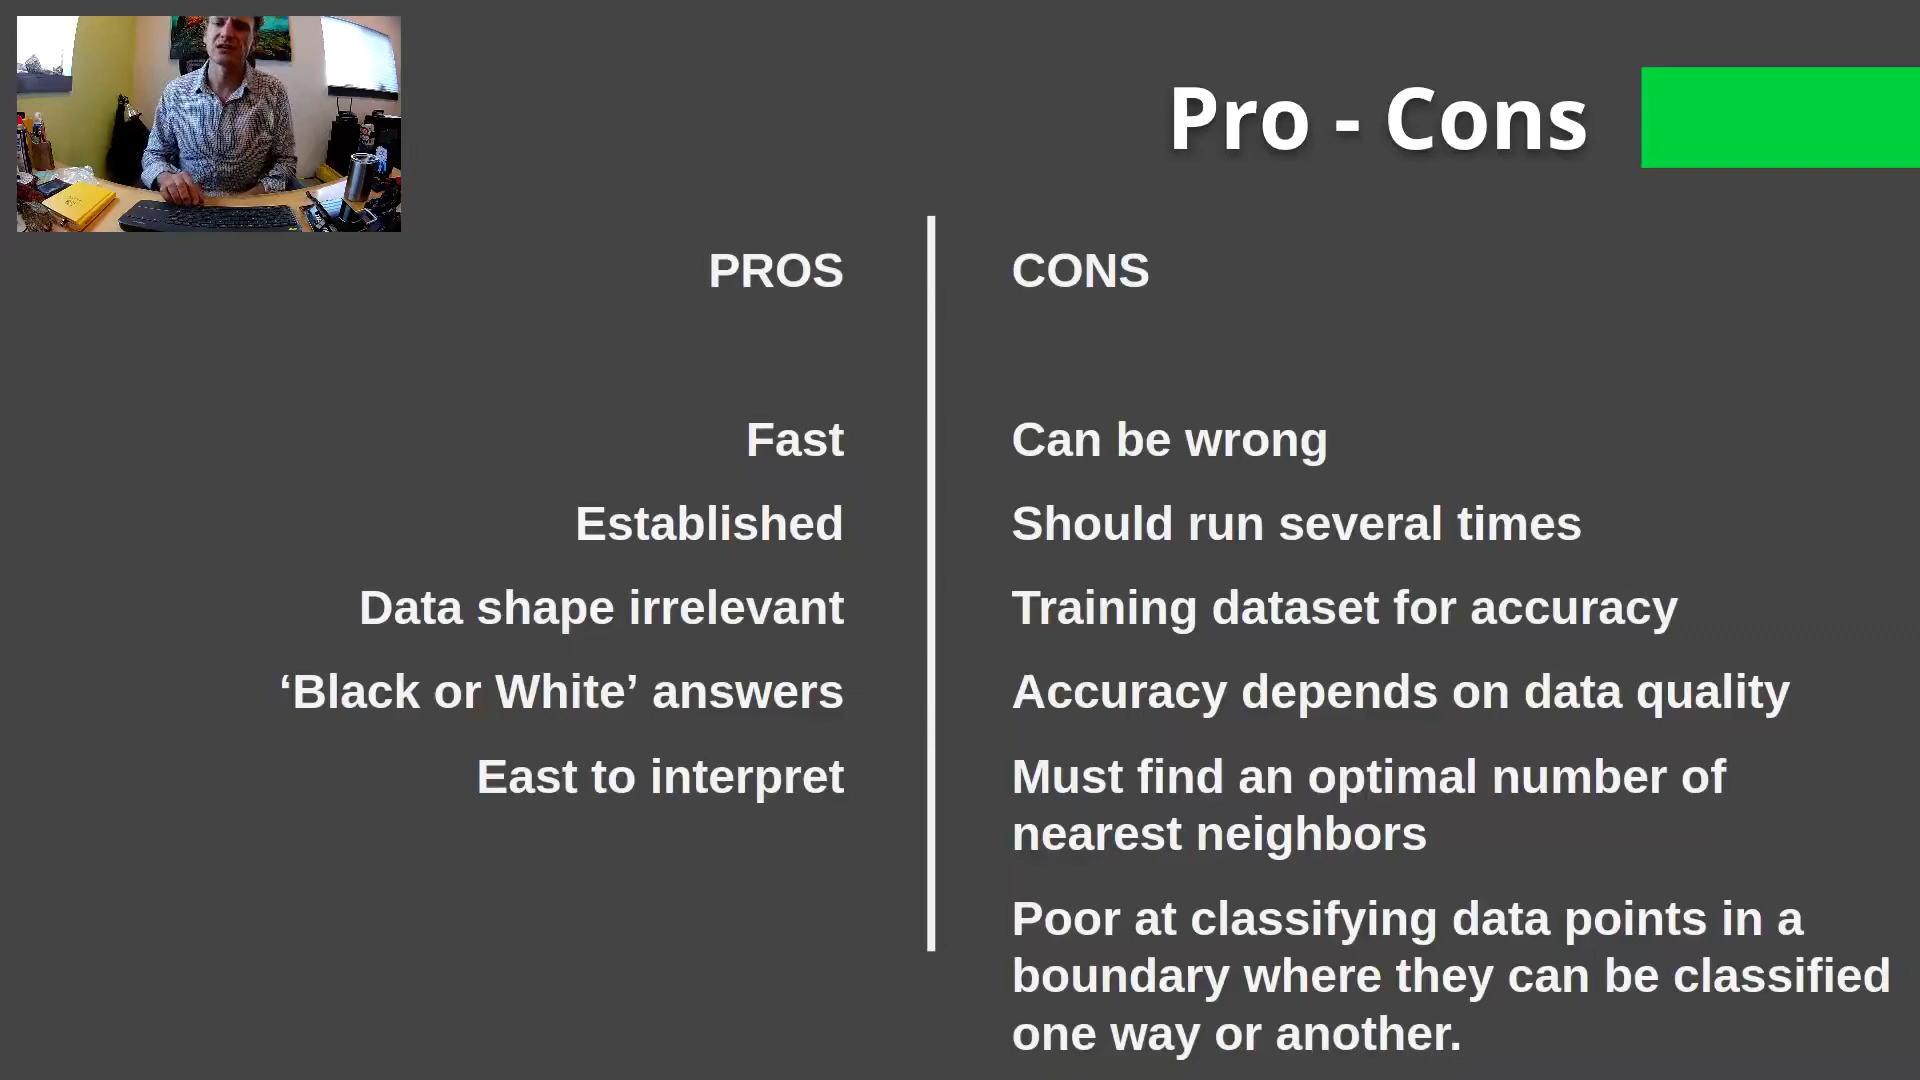 Pro - Cons
PROS
Fast
Established
Data shape irrelevant
‘Black or White’ answers
East to interpret
CONS
Can be wrong
Should run several times
Training dataset for accuracy
Accuracy depends on data quality
Must find an optimal number of
nearest neighbors
Poor at classifying data points in a
boundary where they can be classified
one way or another.